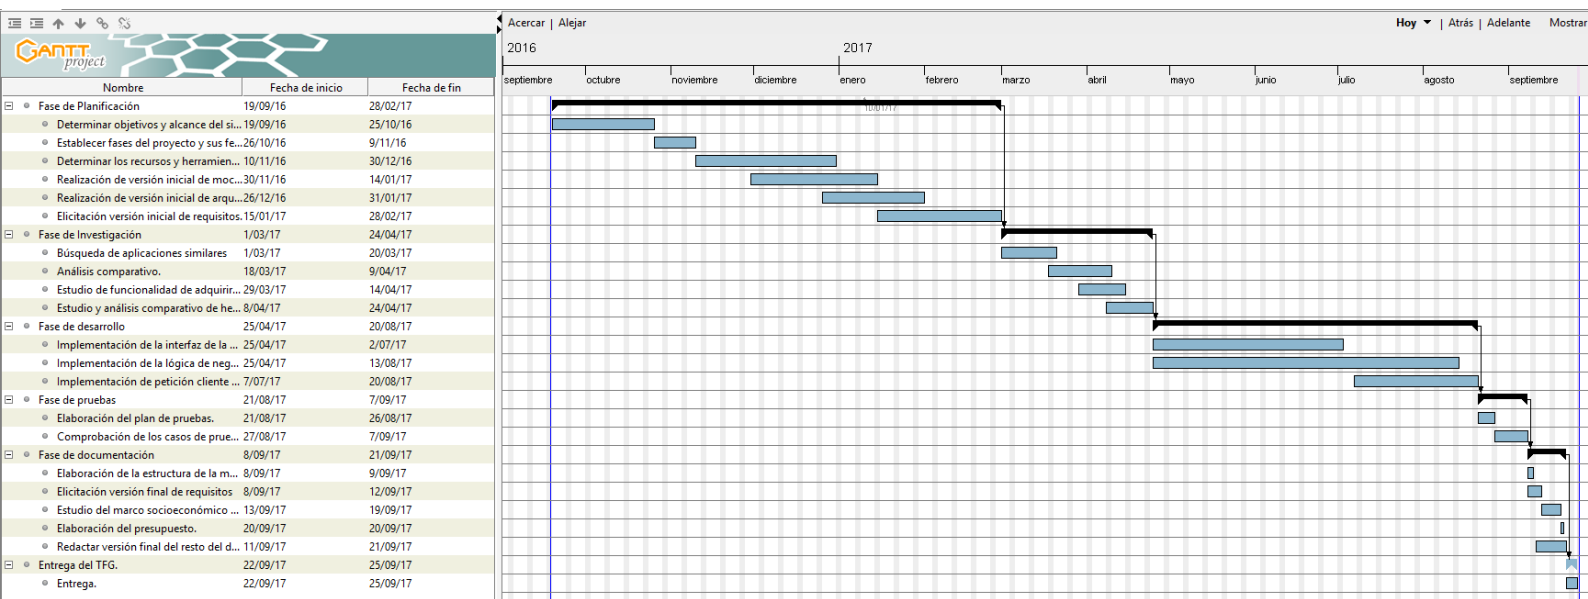 Acercar | Alejar
Hoy | Atrás | Adelante Mostrar
GANTT project
2016 2017
septiembre octubre noviembre diciembre enero febrero marzo abril mayo junio julio agosto septiembre
Nombre Fecha de inicio Fecha de fin
Fase de Planificación 19/09/16 28/02/17
10/01/17
Determinar objetivos y alcance del si... 19/09/16 25/10/16
Establecer fases del proyecto y sus fe... 26/10/16 9/11/16
Determinar los recursos y herramien... 10/11/16 30/12/16
Realización de versión inicial de moc... 30/11/16 14/01/17
Realización de versión inicial de arqu... 26/12/16 31/01/17
Elicitación versión inicial de requisitos. 15/01/17 28/02/17
Fase de Investigación 1/03/17 24/04/17
Búsqueda de aplicaciones similares 1/03/17 20/03/17
Análisis comparativo. 18/03/17 9/04/17
Estudio de funcionalidad de adquirir... 29/03/17 14/04/17
Estudio y análisis comparativo de he... 8/04/17 24/04/17
Fase de desarrollo 25/04/17 20/08/17
Implementación de la interfaz de la ... 25/04/17 2/07/17
Implementación de la lógica de neg... 25/04/17 13/08/17
Implementación de petición cliente ... 7/07/17 20/08/17
Fase de pruebas 21/08/17 7/09/17
Elaboración del plan de pruebas. 21/08/17 26/08/17
Comprobación de los casos de prue... 27/08/17 7/09/17
Fase de documentación 8/09/17 21/09/17
Elaboración de la estructura de la m... 8/09/17 9/09/17
Elicitación versión final de requisitos 8/09/17 12/09/17
Estudio del marco socioeconómico ... 13/09/17 19/09/17
Elaboración del presupuesto. 20/09/17 20/09/17
Redactar versión final del resto del d... 11/09/17 21/09/17
Entrega del TFG. 22/09/17 25/09/17
Entrega. 22/09/17 25/09/17